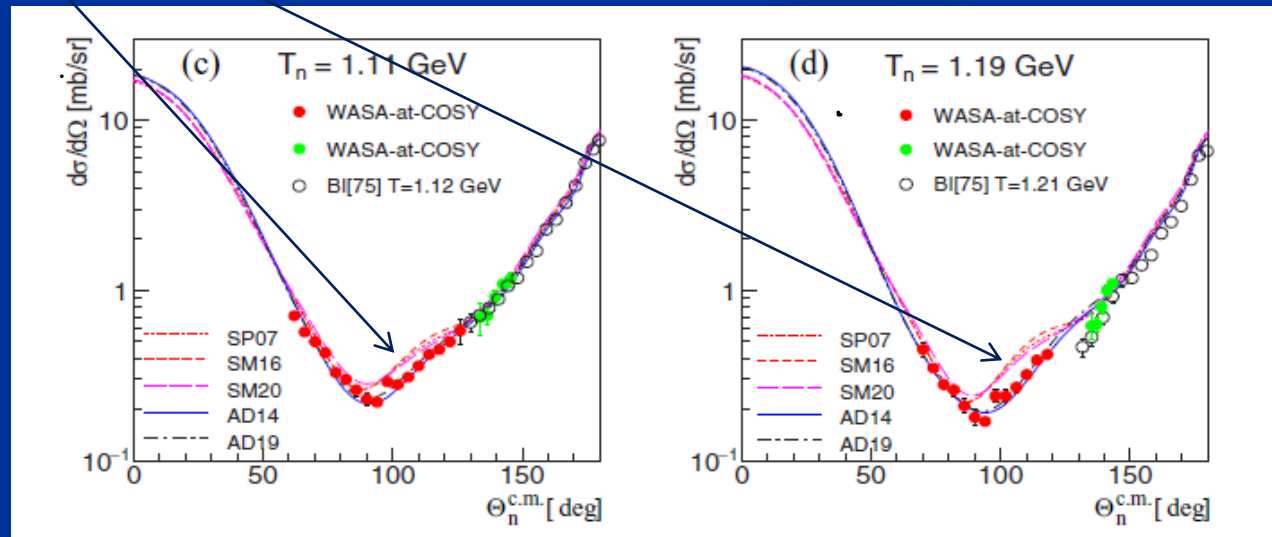 (c) T_n = 1.11 GeV
WASA-at-COSY
WASA-at-COSY
BI[75] T=1.12 GeV
SP07
SM16
SM20
AD14
AD19
dσ/dΩ [mb/sr]
10
1
10⁻¹
0 50 100 150
Θ_n^c.m. [deg]
(d) T_n = 1.19 GeV
WASA-at-COSY
WASA-at-COSY
BI[75] T=1.21 GeV
SP07
SM16
SM20
AD14
AD19
dσ/dΩ [mb/sr]
10
1
10⁻¹
0 50 100 150
Θ_n^c.m. [deg]